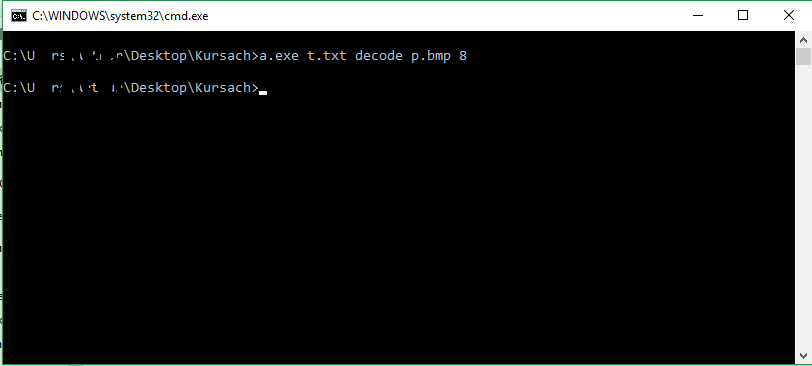 C:\WINDOWS\system32\cmd.exe
\Desktop\Kursach>a.exe t.txt decode p.bmp 8
\Desktop\Kursach>